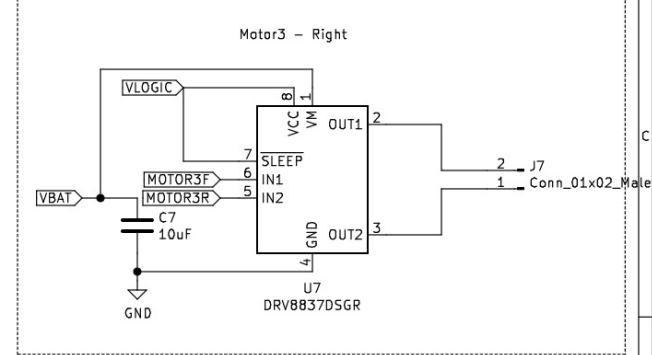 Motor3 - Right
VLOGIC
8
1
VCC
VM
OUT1
2
7
SLEEP
MOTOR3F
6
IN1
MOTOR3R
5
IN2
VBAT
C7
10uF
GND
OUT2
3
4
2
J7
1
Conn_01x02_Male
C
GND
U7
DRV8837DSGR